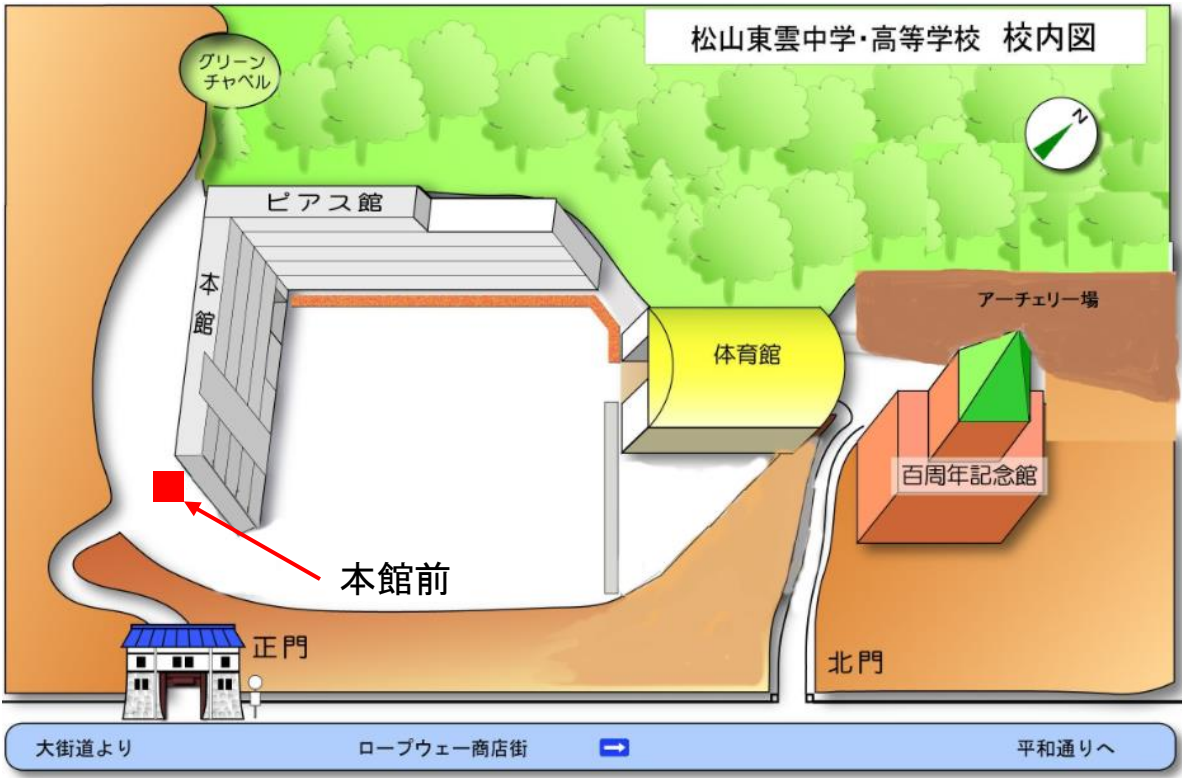 松山東雲中学・高等学校 校内図
グリーン
チャペル
N
ピアス館
本館
アーチェリー場
体育館
百周年記念館
本館前
正門
北門
大街道より
ロープウェー商店街
平和通りへ